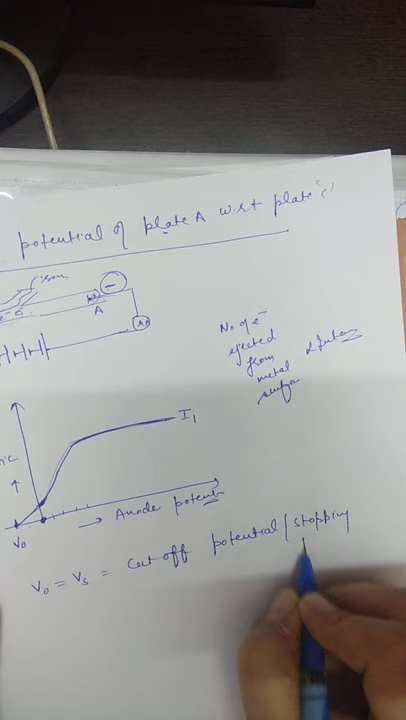 potential of plate A w.r.t plate 'C'
A
No of e⁻
ejected
from
metal
I₁
→ Anode potential
V₀
V₀ = Vₛ = Cut off potential / stopping